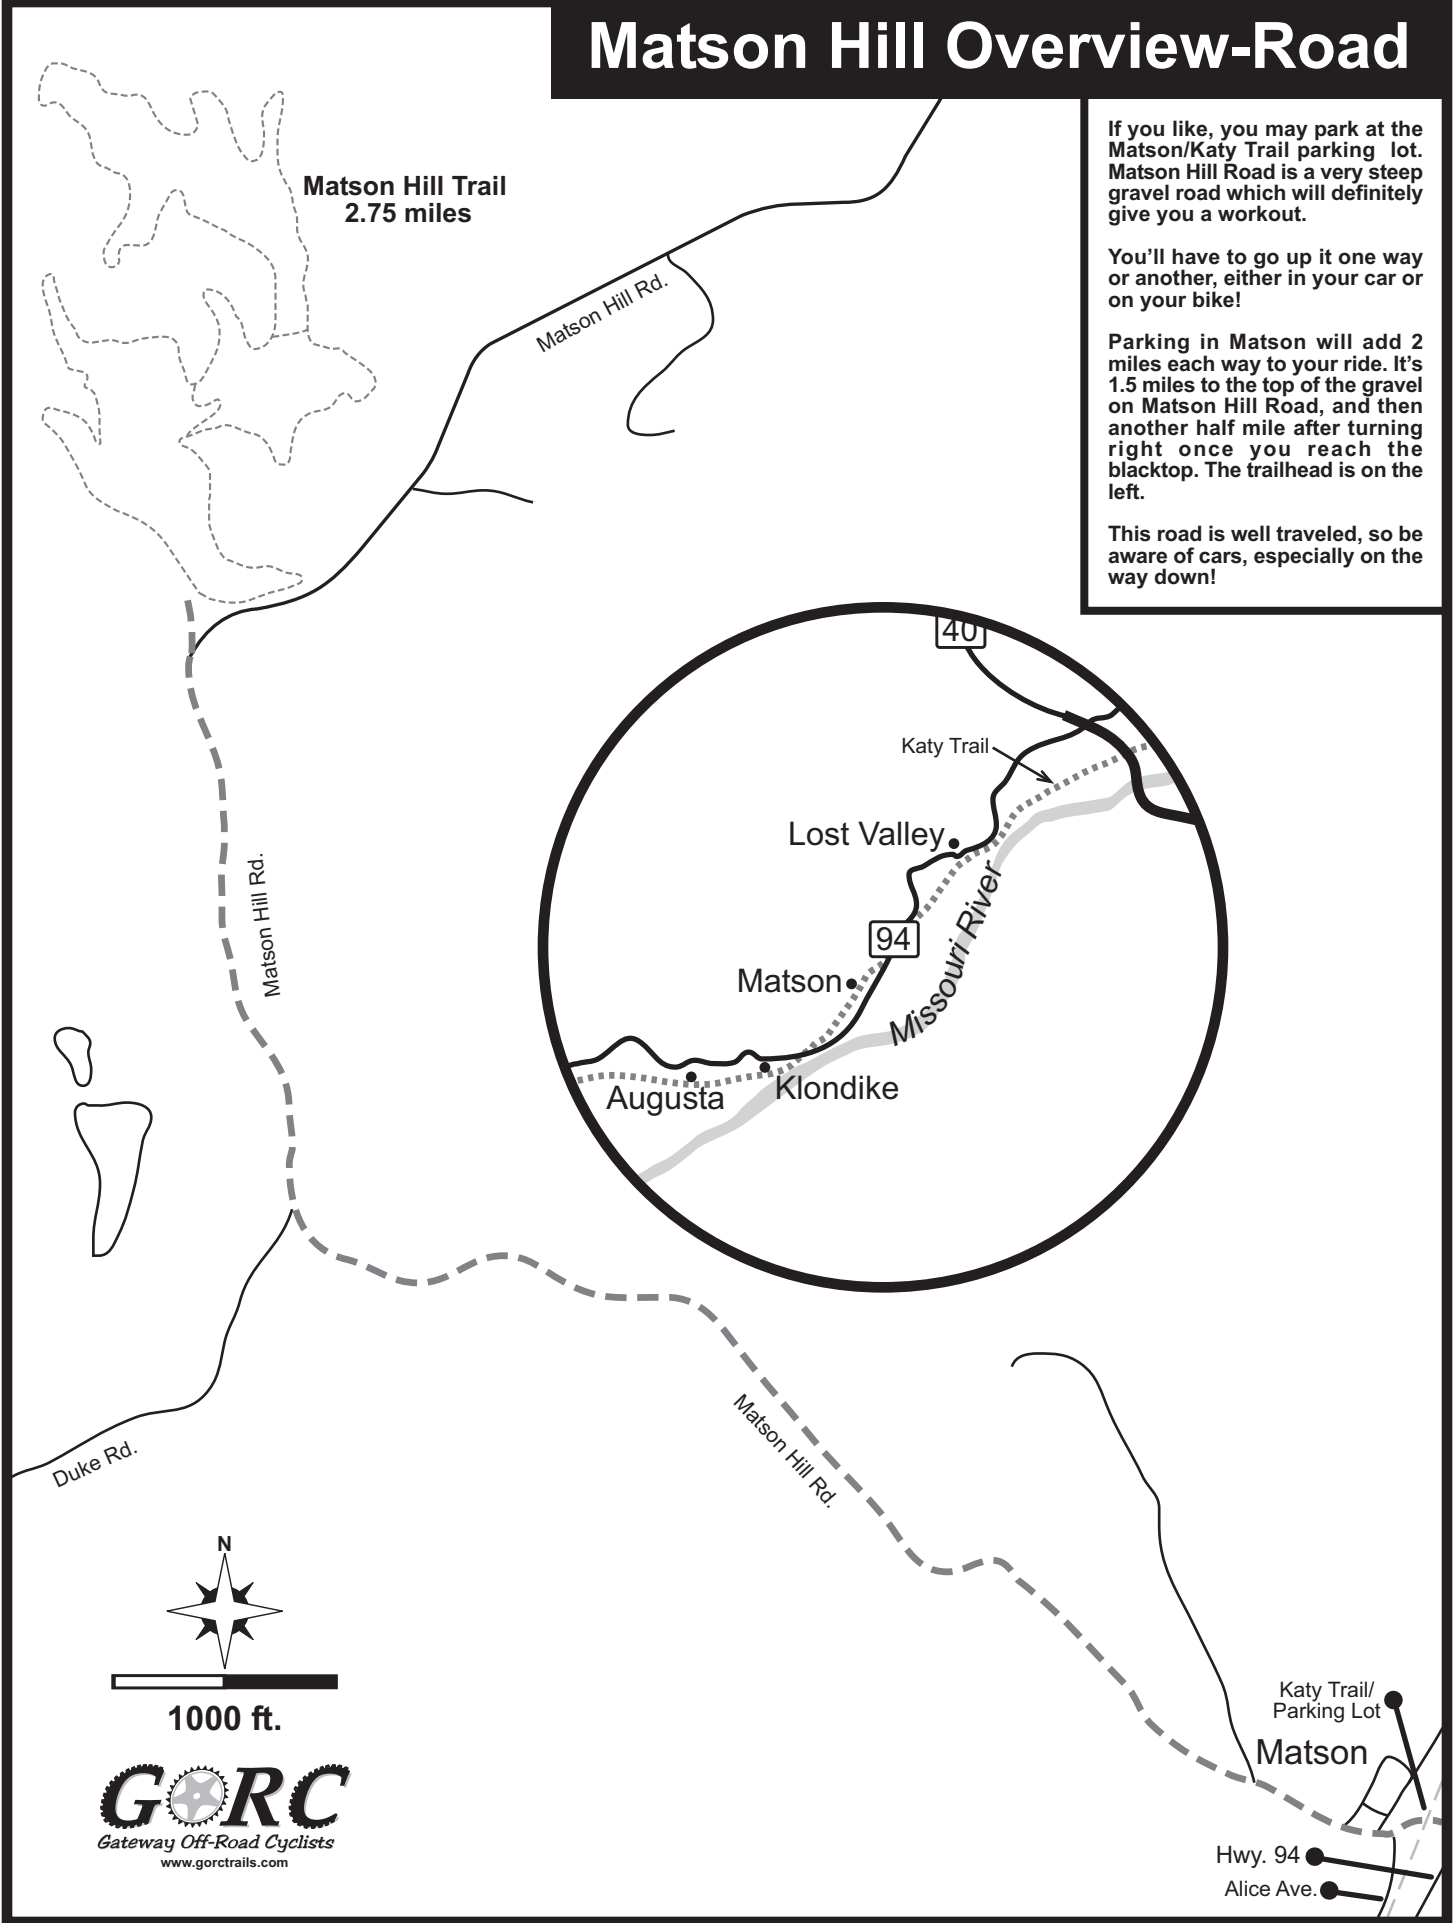 Matson Hill Overview-Road
If you like, you may park at the
Matson/Katy Trail parking lot.
Matson Hill Road is a very steep
gravel road which will definitely
give you a workout.
You'll have to go up it one way
or another, either in your car or
on your bike!
Parking in Matson will add 2
miles each way to your ride. It's
1.5 miles to the top of the gravel
on Matson Hill Road, and then
another half mile after turning
right once you reach the
blacktop. The trailhead is on the
left.
This road is well traveled, so be
aware of cars, especially on the
way down!
Matson Hill Trail
2.75 miles
Matson Hill Rd.
40
Katy Trail
Lost Valley
Missouri River
94
Matson
Klondike
Augusta
Matson Hill Rd.
Matson Hill Rd.
Duke Rd.
N
1000 ft.
GORC
Gateway Off-Road Cyclists
www.gorctrails.com
Katy Trail/
Parking Lot
Matson
Hwy. 94
Alice Ave.